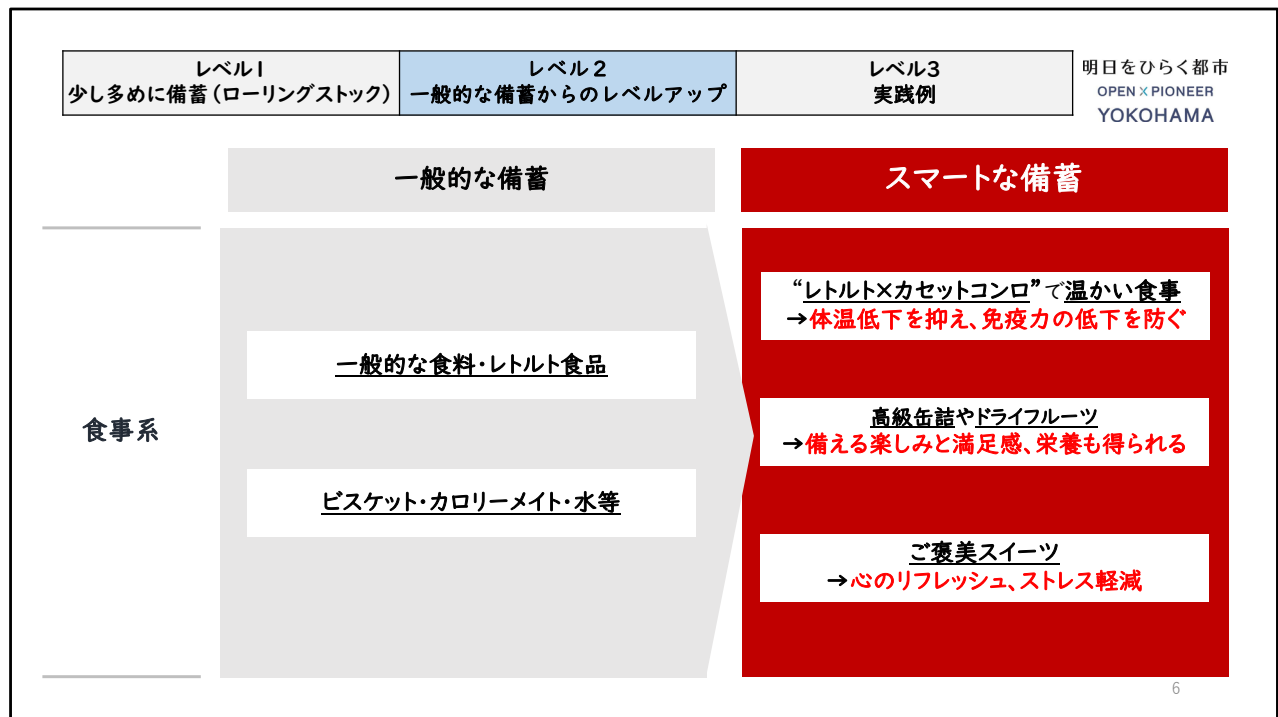 レベル1
少し多めに備蓄(ローリングストック)
レベル2
一般的な備蓄からのレベルアップ
レベル3
実践例
明日をひらく都市
OPEN×PIONEER
YOKOHAMA
一般的な備蓄
スマートな備蓄
食事系
一般的な食料・レトルト食品
ビスケット・カロリーメイト・水等
“レトルト×カセットコンロ”で温かい食事
→体温低下を抑え、免疫力の低下を防ぐ
高級缶詰やドライフルーツ
→備える楽しみと満足感、栄養も得られる
ご褒美スイーツ
→心のリフレッシュ、ストレス軽減
6